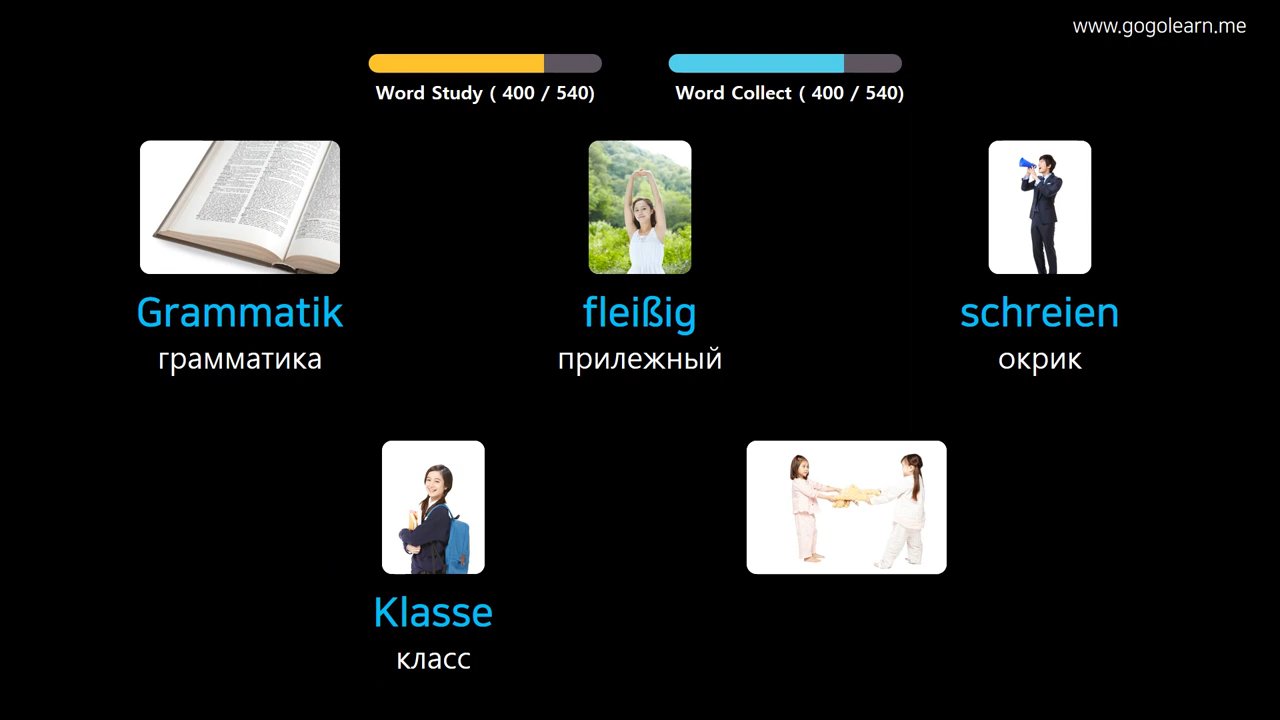 www.gogolearn.me
Word Study ( 400 / 540)
Word Collect ( 400 / 540)
Grammatik
грамматика
fleißig
прилежный
schreien
окрик
Klasse
класс